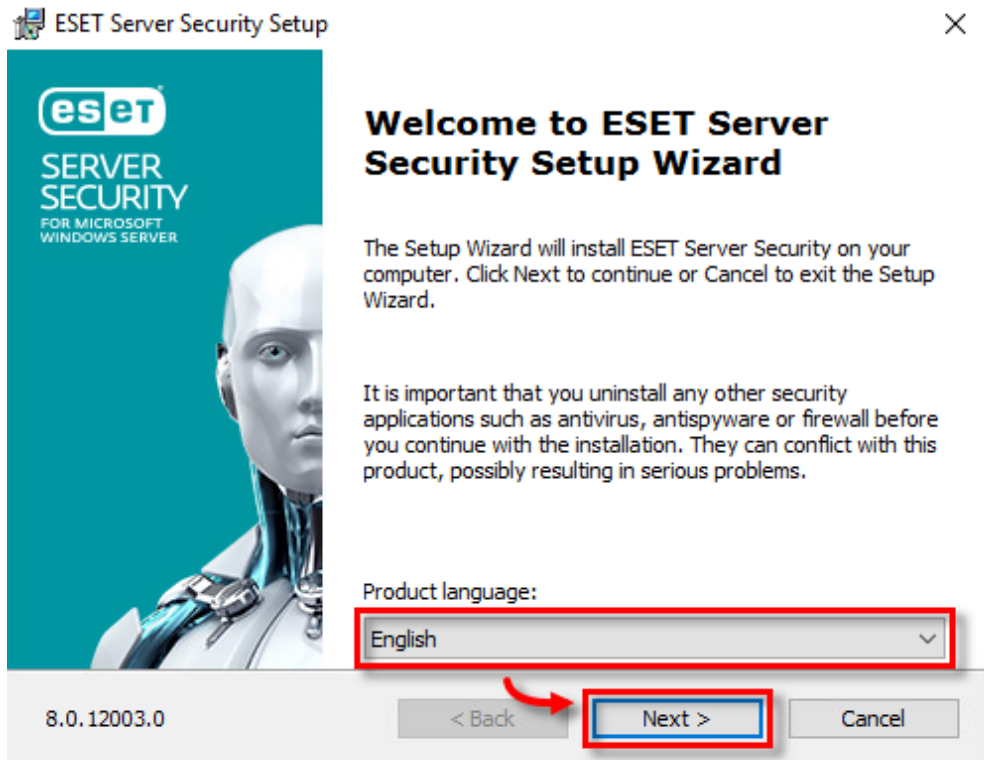 ESET Server Security Setup
eset
SERVER
SECURITY
FOR MICROSOFT
WINDOWS SERVER
Welcome to ESET Server
Security Setup Wizard
The Setup Wizard will install ESET Server Security on your
computer. Click Next to continue or Cancel to exit the Setup
Wizard.
It is important that you uninstall any other security
applications such as antivirus, antispyware or firewall before
you continue with the installation. They can conflict with this
product, possibly resulting in serious problems.
Product language:
English
8.0.12003.0
< Back
Next >
Cancel